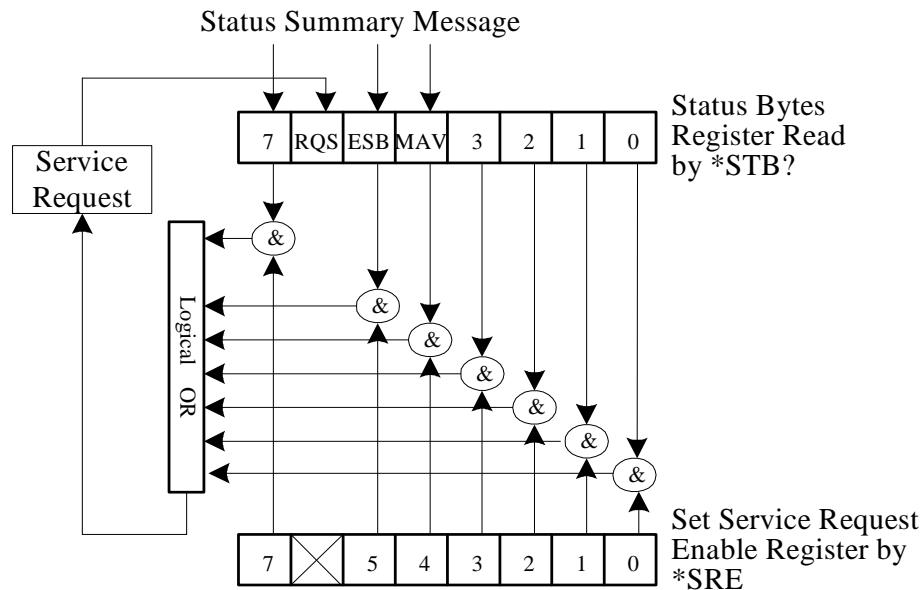 Status Summary Message
7 RQS ESB MAV 3 2 1 0
Status Bytes
Register Read
by *STB?
Service
Request
&
&
&
&
&
&
&
Logical OR
7 5 4 3 2 1 0
Set Service Request
Enable Register by
*SRE